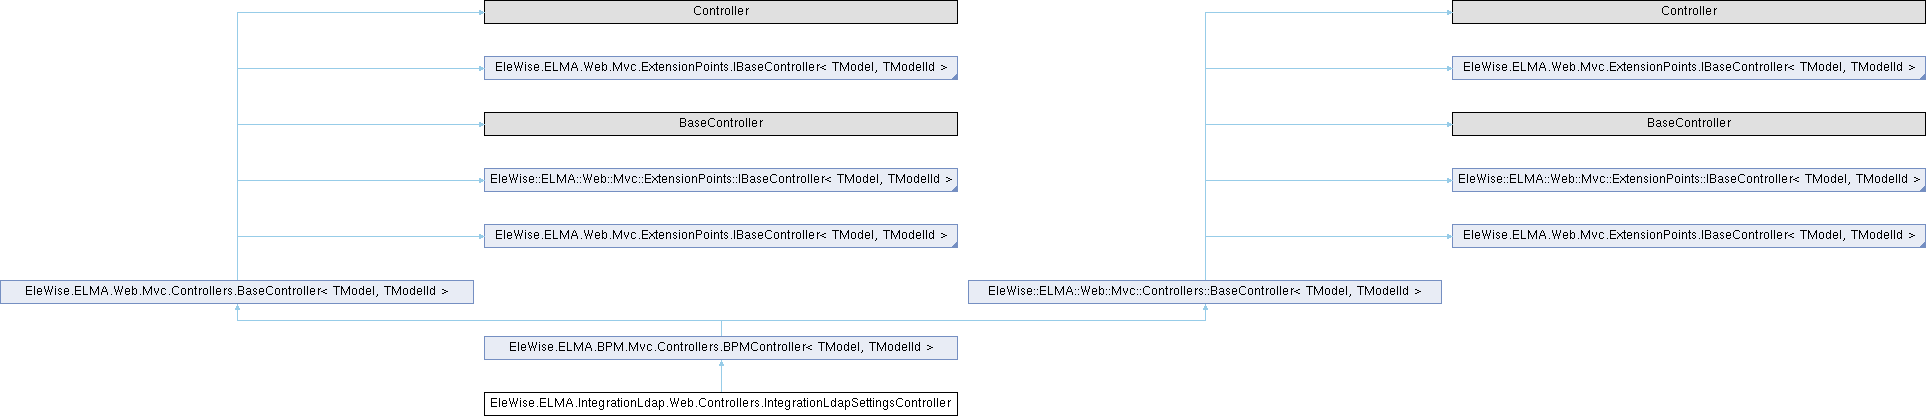 Controller
Controller
EleWise.ELMA.Web.Mvc.ExtensionPoints.IBaseController< TModel, TModelId >
EleWise.ELMA.Web.Mvc.ExtensionPoints.IBaseController< TModel, TModelId >
BaseController
BaseController
EleWise::ELMA::Web::Mvc::ExtensionPoints::IBaseController< TModel, TModelId >
EleWise::ELMA::Web::Mvc::ExtensionPoints::IBaseController< TModel, TModelId >
EleWise.ELMA.Web.Mvc.ExtensionPoints.IBaseController< TModel, TModelId >
EleWise.ELMA.Web.Mvc.ExtensionPoints.IBaseController< TModel, TModelId >
EleWise.ELMA.Web.Mvc.Controllers.BaseController< TModel, TModelId >
EleWise::ELMA::Web::Mvc::Controllers::BaseController< TModel, TModelId >
EleWise.ELMA.BPM.Mvc.Controllers.BPMController< TModel, TModelId >
EleWise.ELMA.IntegrationLdap.Web.Controllers.IntegrationLdapSettingsController